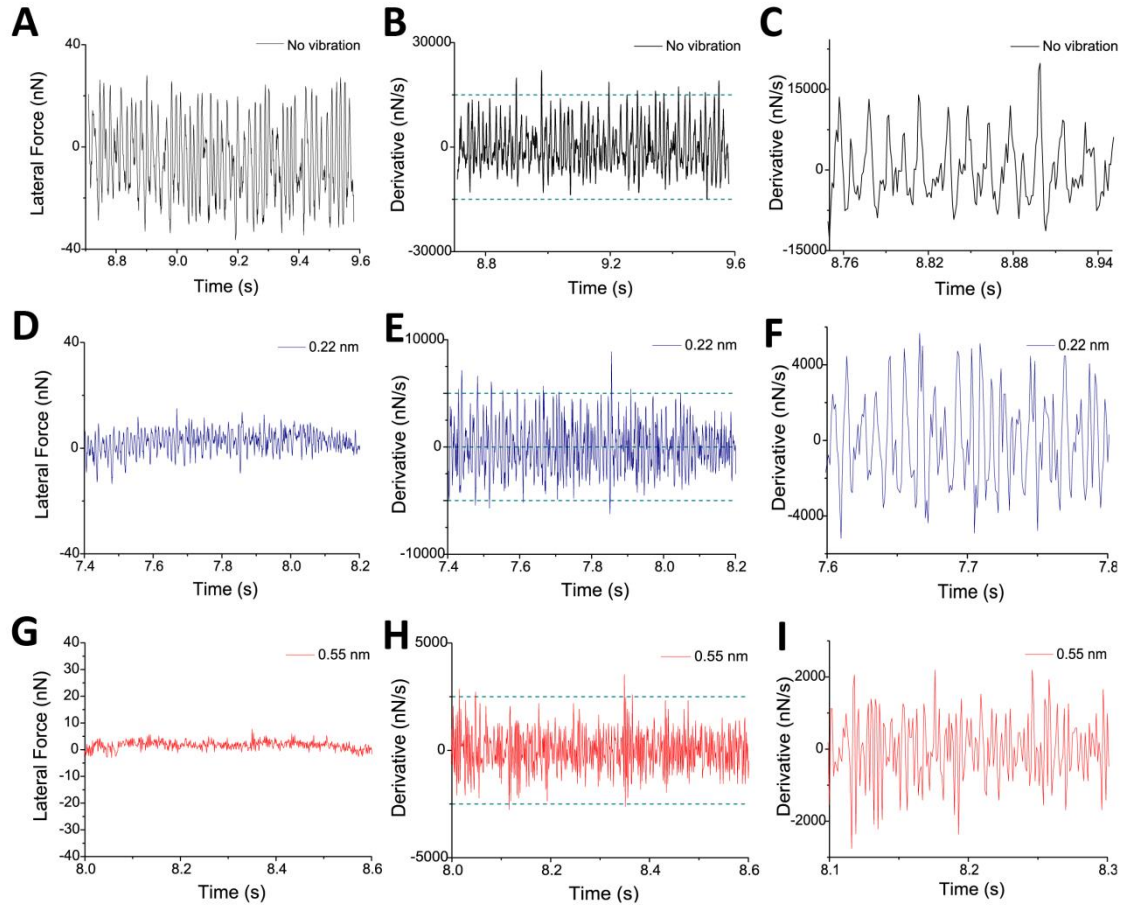 A
No vibration
40
0
-40
Lateral Force (nN)
8.8 9.0 9.2 9.4 9.6
Time (s)
B
No vibration
30000
15000
0
-15000
-30000
Derivative (nN/s)
8.8 9.2 9.6
Time (s)
C
No vibration
15000
0
-15000
Derivative (nN/s)
8.76 8.82 8.88 8.94
Time (s)
D
0.22 nm
40
0
-40
Lateral Force (nN)
7.4 7.6 7.8 8.0 8.2
Time (s)
E
0.22 nm
10000
5000
0
-5000
-10000
Derivative (nN/s)
7.4 7.6 7.8 8.0 8.2
Time (s)
F
0.22 nm
4000
0
-4000
Derivative (nN/s)
7.6 7.7 7.8
Time (s)
G
0.55 nm
40
30
20
10
0
-10
-20
-30
-40
Lateral Force (nN)
8.0 8.2 8.4 8.6
Time (s)
H
0.55 nm
5000
0
-5000
Derivative (nN/s)
8.0 8.2 8.4 8.6
Time (s)
I
0.55 nm
2000
0
-2000
Derivative (nN/s)
8.1 8.2 8.3
Time (s)